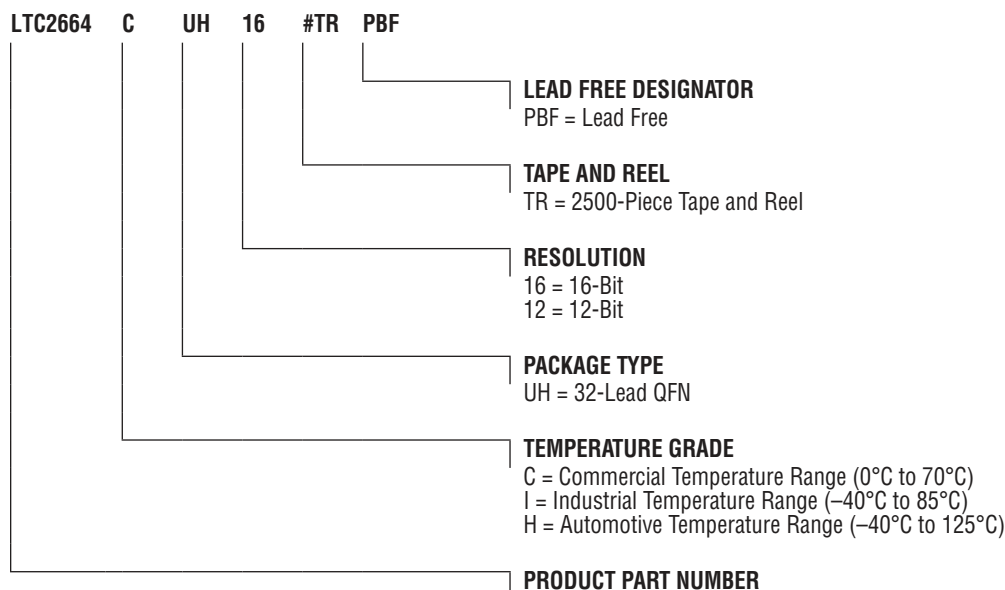 LTC2664 C UH 16 #TR PBF
LEAD FREE DESIGNATOR
PBF = Lead Free
TAPE AND REEL
TR = 2500-Piece Tape and Reel
RESOLUTION
16 = 16-Bit
12 = 12-Bit
PACKAGE TYPE
UH = 32-Lead QFN
TEMPERATURE GRADE
C = Commercial Temperature Range (0°C to 70°C)
I = Industrial Temperature Range (–40°C to 85°C)
H = Automotive Temperature Range (–40°C to 125°C)
PRODUCT PART NUMBER